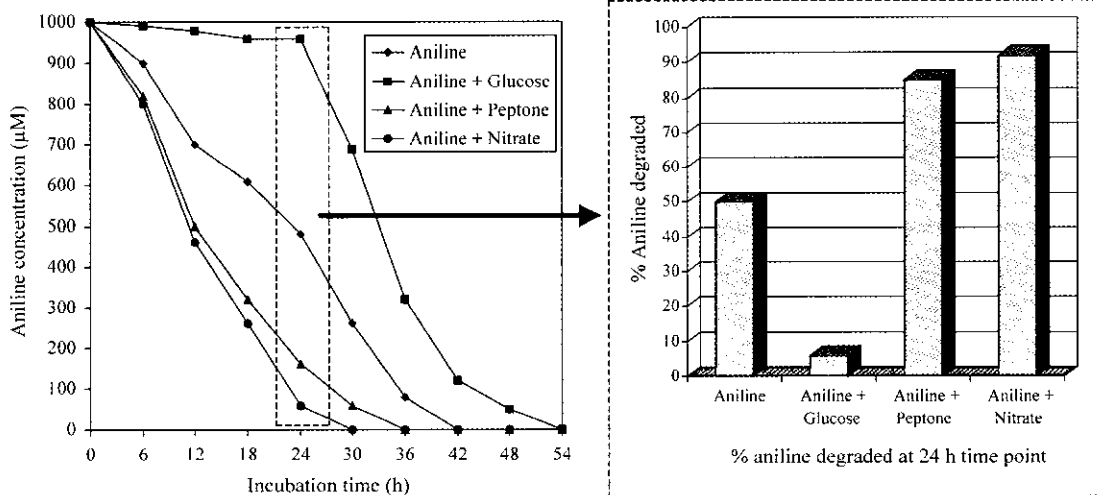 1000
900
800
700
600
500
400
300
200
100
0
Aniline concentration (µM)
0 6 12 18 24 30 36 42 48 54
Incubation time (h)
Aniline
Aniline + Glucose
Aniline + Peptone
Aniline + Nitrate
100
90
80
70
60
50
40
30
20
10
0
% Aniline degraded
Aniline Aniline + Aniline + Aniline +
Glucose Peptone Nitrate
% aniline degraded at 24 h time point